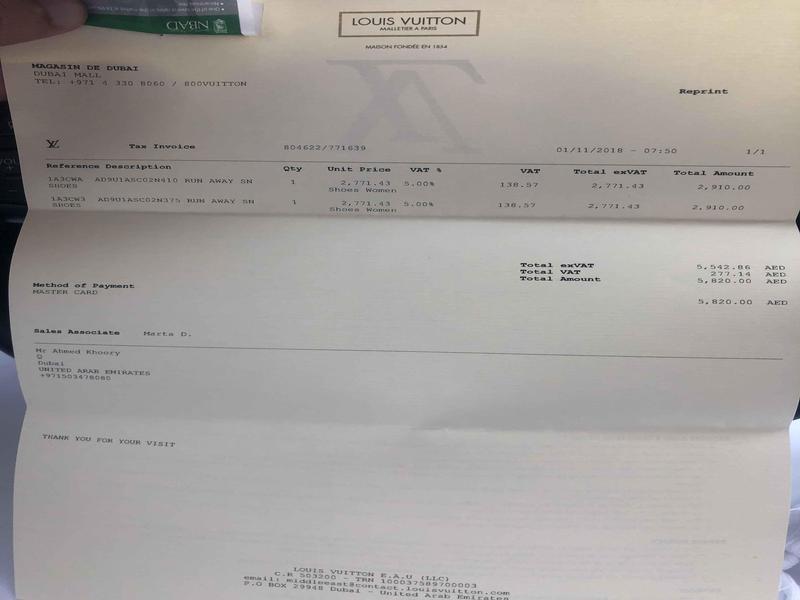 NBAD
LOUIS VUITTON
MALLETIER A PARIS
MAISON FONDÉE EN 1854
MAGASIN DE DUBAI
DUBAI MALL
TEL: +971 4 330 8060 / 800VUITTON
Reprint
LV Tax Invoice 804622/771639 01/11/2018 - 07:50 1/1
Reference Description Qty Unit Price VAT % VAT Total exVAT Total Amount
1A3CWA AD9U1ASC02N410 RUN AWAY SN 1 2,771.43 5.00% 138.57 2,771.43 2,910.00
SHOES Shoes Women
1A3CW3 AD9U1ASC02N375 RUN AWAY SN 1 2,771.43 5.00% 138.57 2,771.43 2,910.00
SHOES Shoes Women
Total exVAT 5,542.86 AED
Total VAT 277.14 AED
Total Amount 5,820.00 AED
Method of Payment
MASTER CARD 5,820.00 AED
Sales Associate Marta D.
Mr Ahmed Khoory
Dubai
UNITED ARAB EMIRATES
+971503478080
THANK YOU FOR YOUR VISIT
LOUIS VUITTON E.A.U (LLC)
C.R 503200 - TRN 100037589700003
email: middleeast@contact.louisvuitton.com
P.O BOX 29948 Dubai - United Arab Emirates